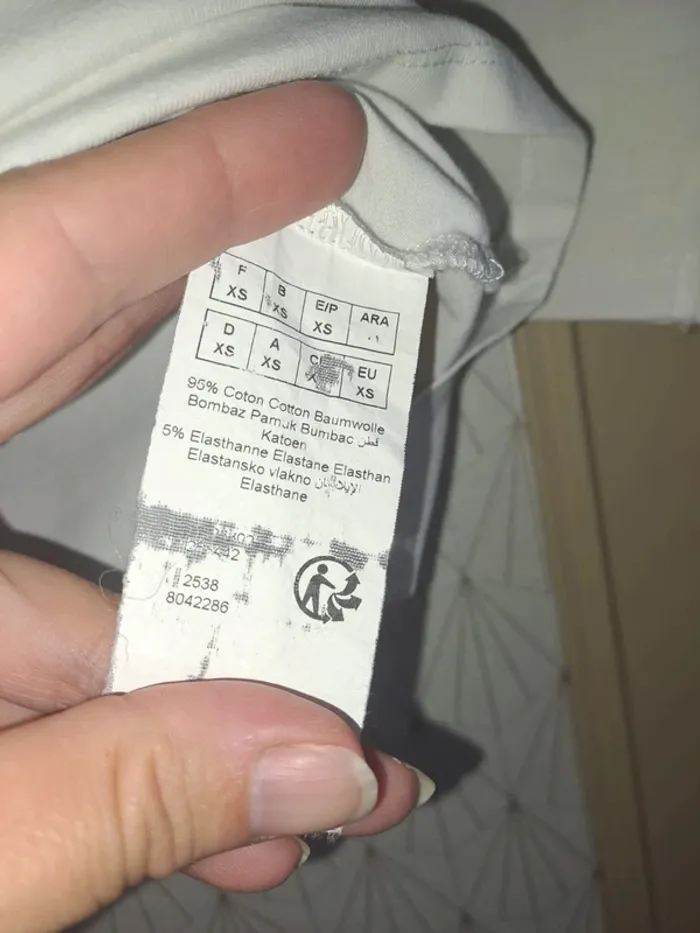 F B E/P ARA
XS XS XS ٠١
D A EU
XS XS XS
95% Coton Cotton Baumwolle
Bombaz Pamuk Bumbac قطن
Katoen
5% Elasthanne Elastane Elasthan
Elastansko vlakno الإيلاستان
Elasthane
2538
8042286